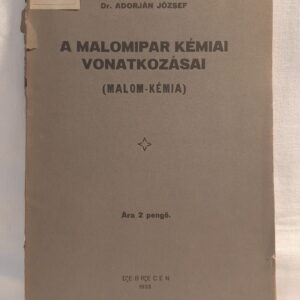 Dr. ADORJÁN JÓZSEF
A MALOMIPAR KÉMIAI
VONATKOZÁSAI
(MALOM-KÉMIA)
Ára 2 pengő.
DEBRECEN